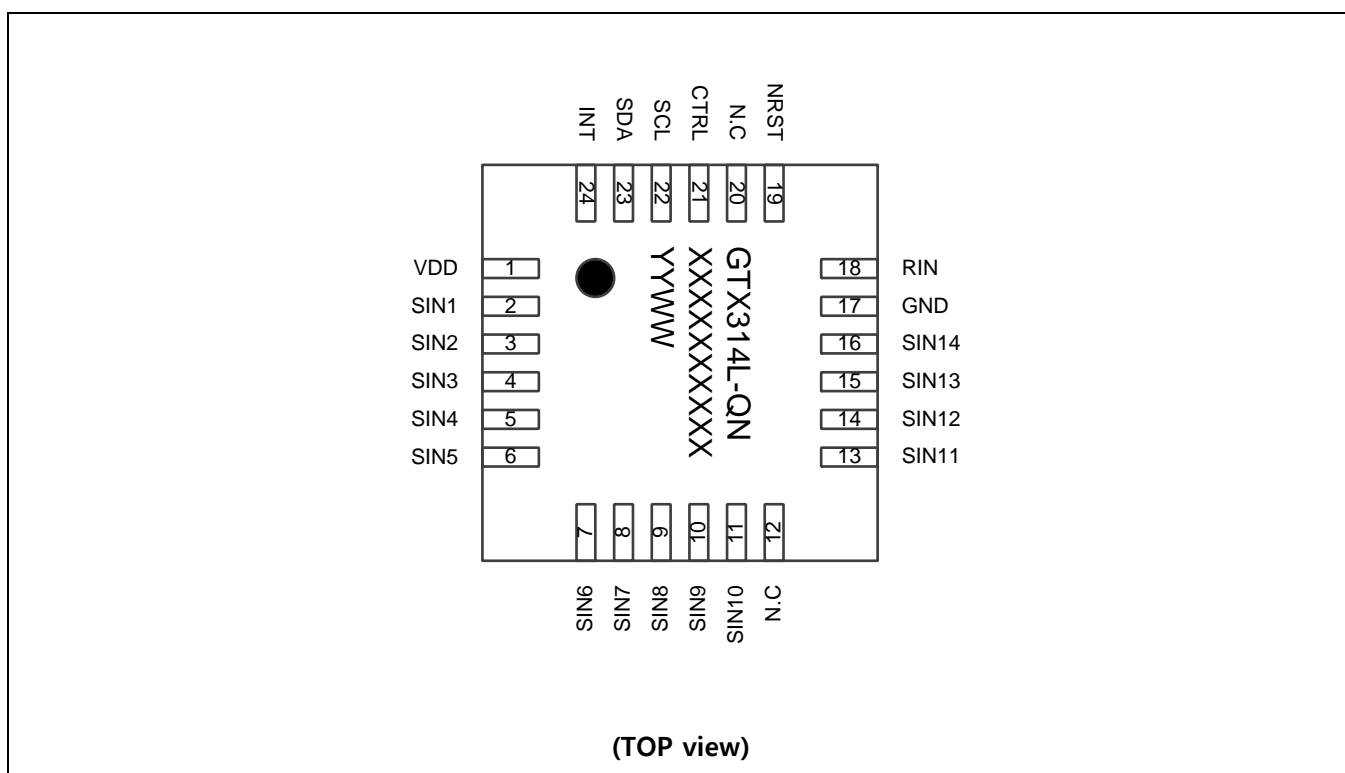 INT
SDA
SCL
CTRL
N.C
NRST
24
23
22
21
20
19
VDD 1
SIN1 2
SIN2 3
SIN3 4
SIN4 5
SIN5 6
GTX314L-QN
XXXXXXXXXXX
YYWW
18 RIN
17 GND
16 SIN14
15 SIN13
14 SIN12
13 SIN11
7
8
9
10
11
12
SIN6
SIN7
SIN8
SIN9
SIN10
N.C
(TOP view)